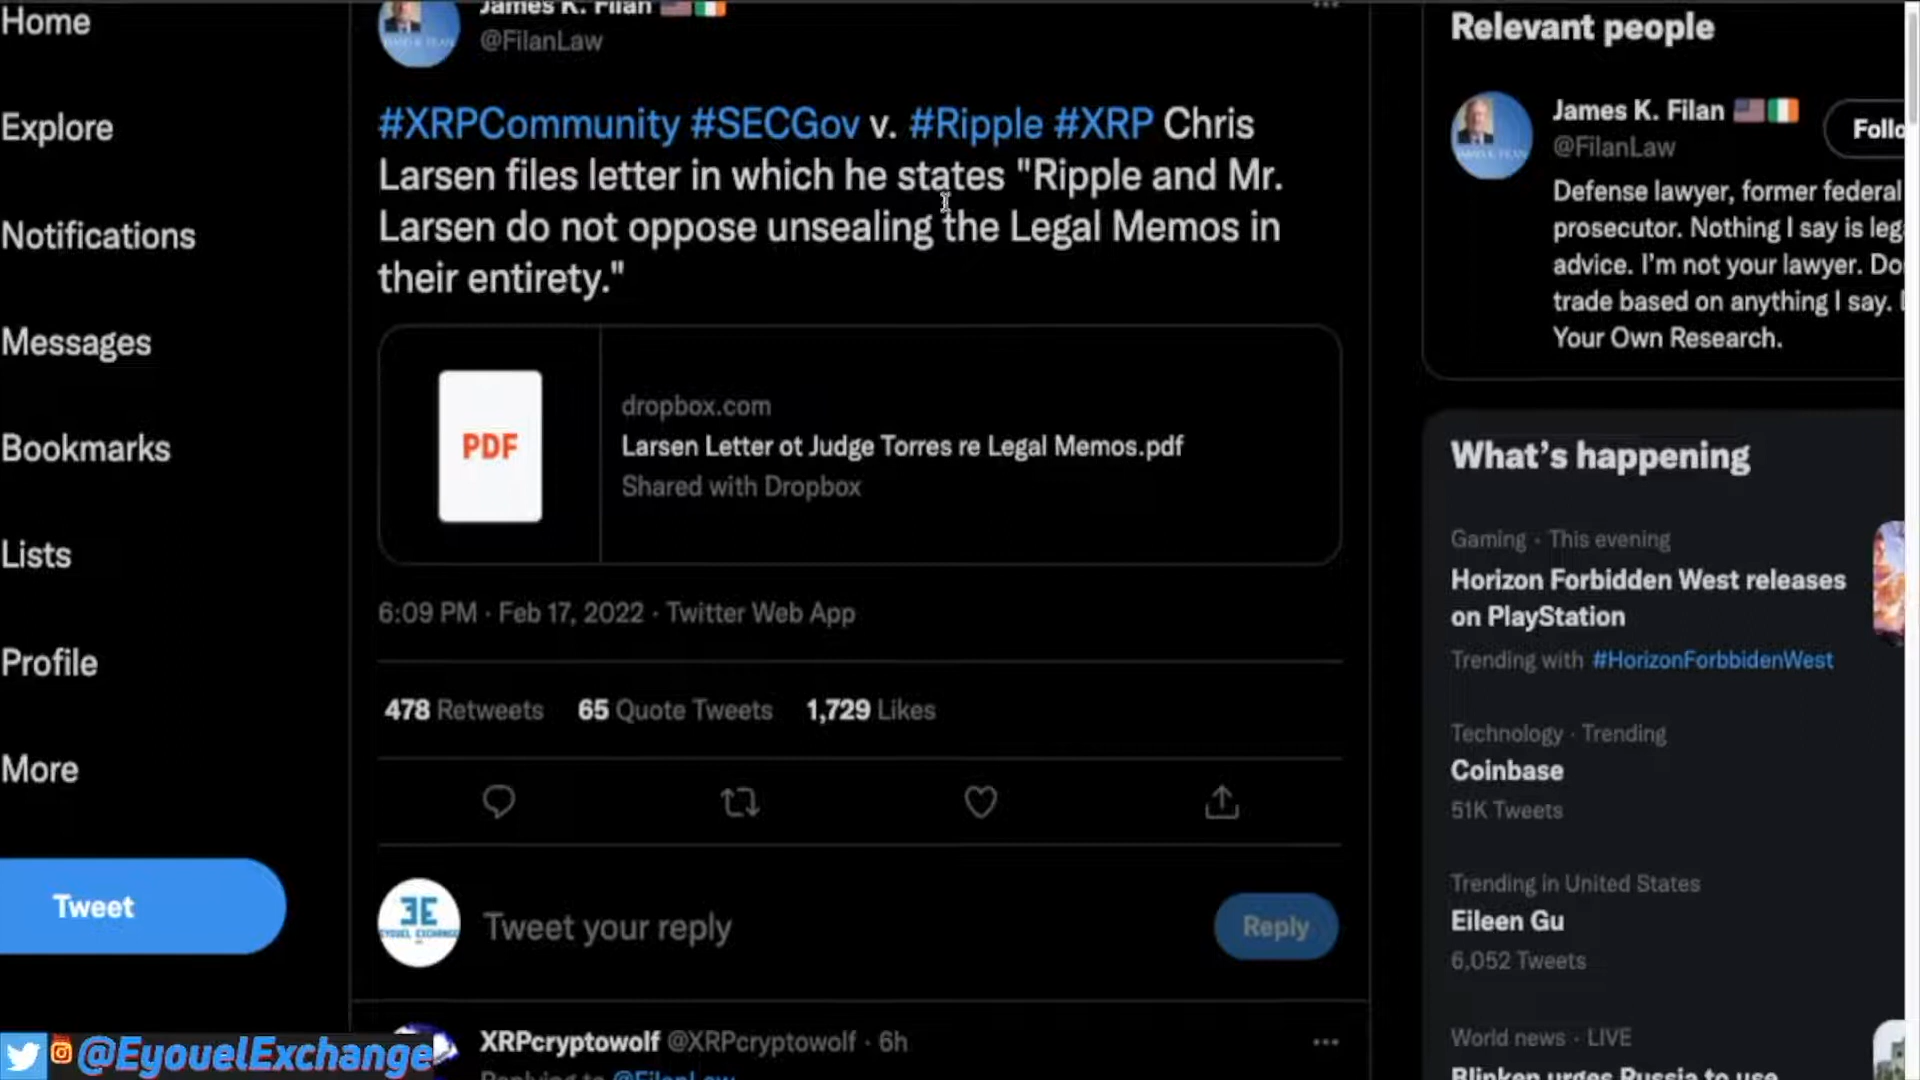 Home
Explore
Notifications
Messages
Bookmarks
Lists
Profile
More
Tweet
James K. Filan
@FilanLaw
#XRPCommunity #SECGov v. #Ripple #XRP Chris
Larsen files letter in which he states "Ripple and Mr.
Larsen do not oppose unsealing the Legal Memos in
their entirety."
PDF
dropbox.com
Larsen Letter ot Judge Torres re Legal Memos.pdf
Shared with Dropbox
6:09 PM · Feb 17, 2022 · Twitter Web App
478 Retweets 65 Quote Tweets 1,729 Likes
3E
EYOUEL EXCHANGE
Tweet your reply
Reply
XRPcryptowolf @XRPcryptowolf · 6h
Replying to @FilanLaw
Relevant people
James K. Filan
@FilanLaw
Follo
Defense lawyer, former federal
prosecutor. Nothing I say is leg
advice. I'm not your lawyer. Do
trade based on anything I say.
Your Own Research.
What's happening
Gaming · This evening
Horizon Forbidden West releases
on PlayStation
Trending with #HorizonForbbidenWest
Technology · Trending
Coinbase
51K Tweets
Trending in United States
Eileen Gu
6,052 Tweets
World news · LIVE
Blinken urges Russia to use
@EyouelExchange